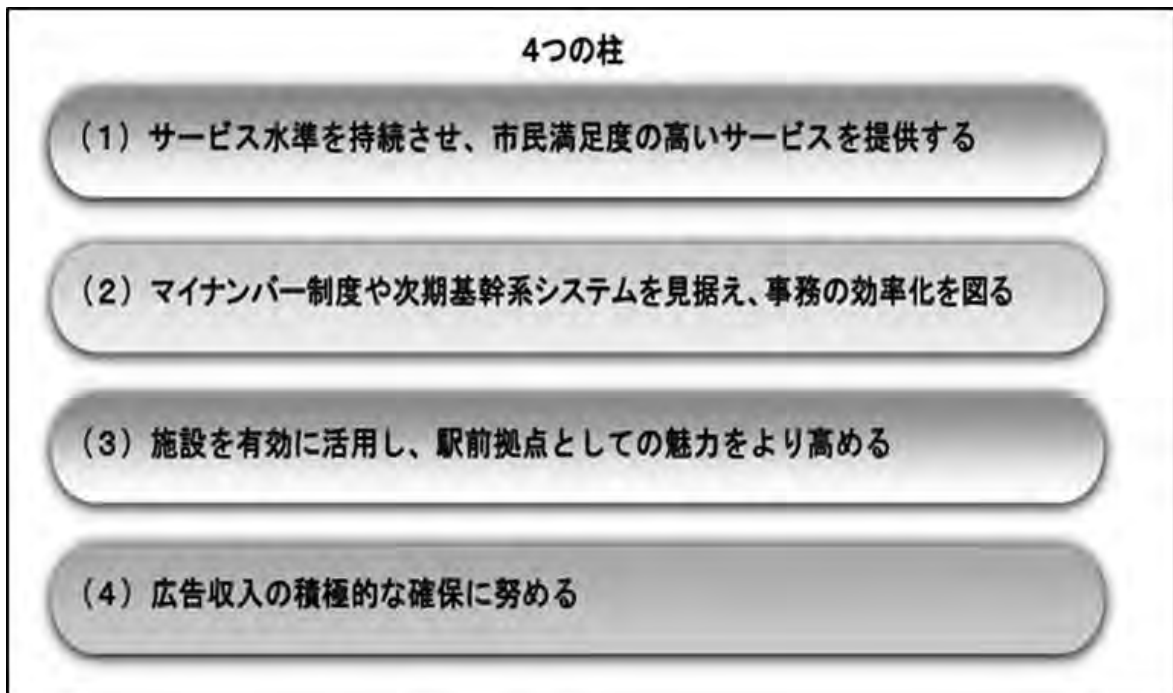 4つの柱
（1）サービス水準を持続させ、市民満足度の高いサービスを提供する
（2）マイナンバー制度や次期基幹系システムを見据え、事務の効率化を図る
（3）施設を有効に活用し、駅前拠点としての魅力をより高める
（4）広告収入の積極的な確保に努める